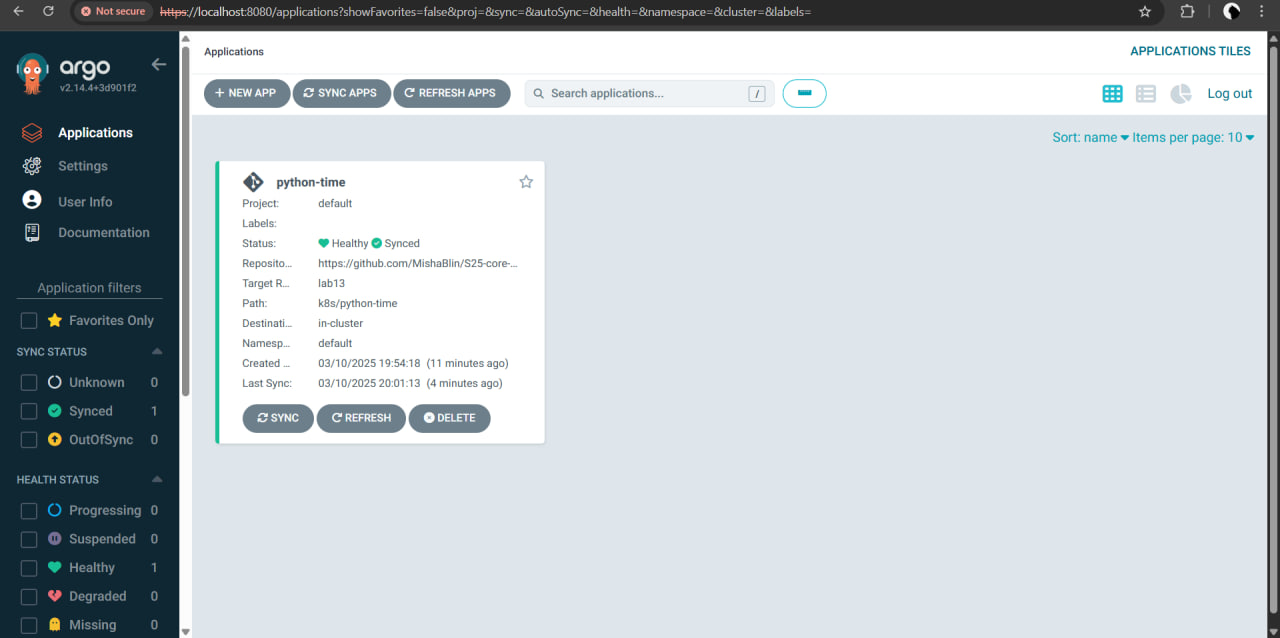 Not secure https://localhost:8080/applications?showFavorites=false&proj=&sync=&autoSync=&health=&namespace=&cluster=&labels=
argo
v2.14.4+3d901f2
Applications
Settings
User Info
Documentation
Application filters
Favorites Only
SYNC STATUS
Unknown 0
Synced 1
OutOfSync 0
HEALTH STATUS
Progressing 0
Suspended 0
Healthy 1
Degraded 0
Missing 0
Applications
APPLICATIONS TILES
+ NEW APP SYNC APPS REFRESH APPS Search applications... / Log out
Sort: name Items per page: 10
python-time
Project: default
Labels:
Status: Healthy Synced
Reposito... https://github.com/MishaBlin/S25-core-...
Target R... lab13
Path: k8s/python-time
Destinati... in-cluster
Namesp... default
Created ... 03/10/2025 19:54:18 (11 minutes ago)
Last Sync: 03/10/2025 20:01:13 (4 minutes ago)
SYNC REFRESH DELETE